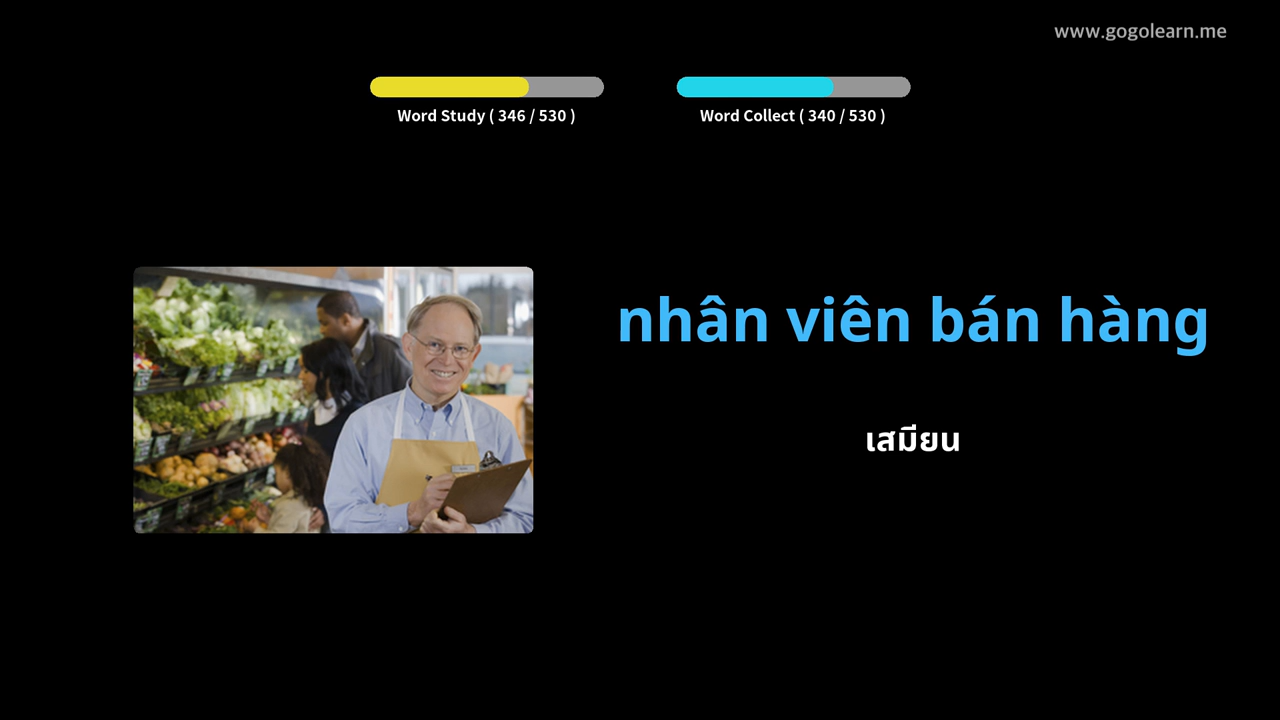 www.gogolearn.me
Word Study ( 346 / 530 )
Word Collect ( 340 / 530 )
nhân viên bán hàng
เสมียน